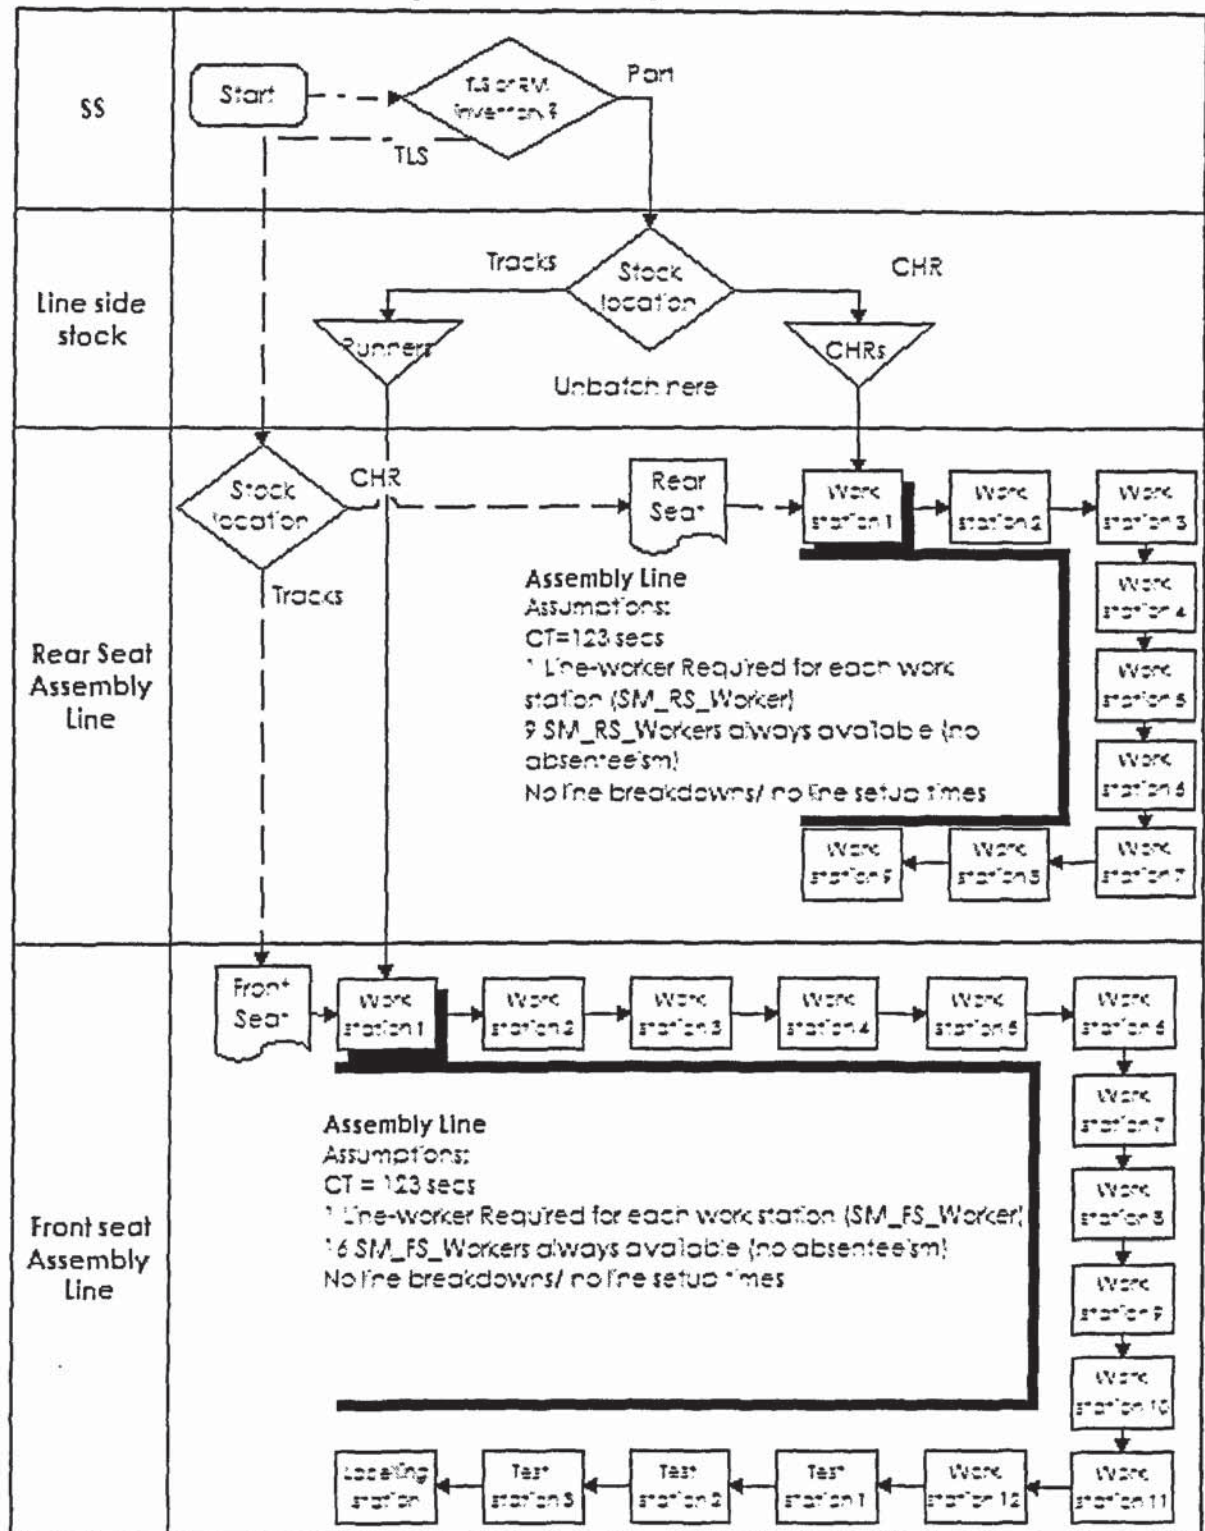 SS
Start
TLS or RM
inventory?
Part
TLS
Line side
stock
Tracks
Stock
location
CHR
Runners
CHRs
Unbatch here
Rear Seat
Assembly
Line
Stock
location
CHR
Tracks
Rear
Seat
Work
station 1
Work
station 2
Work
station 3
Work
station 4
Work
station 5
Work
station 6
Work
station 7
Work
station 8
Work
station 9
Assembly Line
Assumptions:
CT=123 secs
1 Line-worker Required for each work
station (SM_RS_Worker)
9 SM_RS_Workers always available (no
absenteeism)
No line breakdowns/ no line setup times
Front seat
Assembly
Line
Front
Seat
Work
station 1
Work
station 2
Work
station 3
Work
station 4
Work
station 5
Work
station 6
Work
station 7
Work
station 8
Work
station 9
Work
station 10
Work
station 11
Work
station 12
Test
station 1
Test
station 2
Test
station 3
Labelling
station
Assembly Line
Assumptions:
CT = 123 secs
1 Line-worker Required for each work station (SM_FS_Worker)
16 SM_FS_Workers always available (no absenteeism)
No line breakdowns/ no line setup times